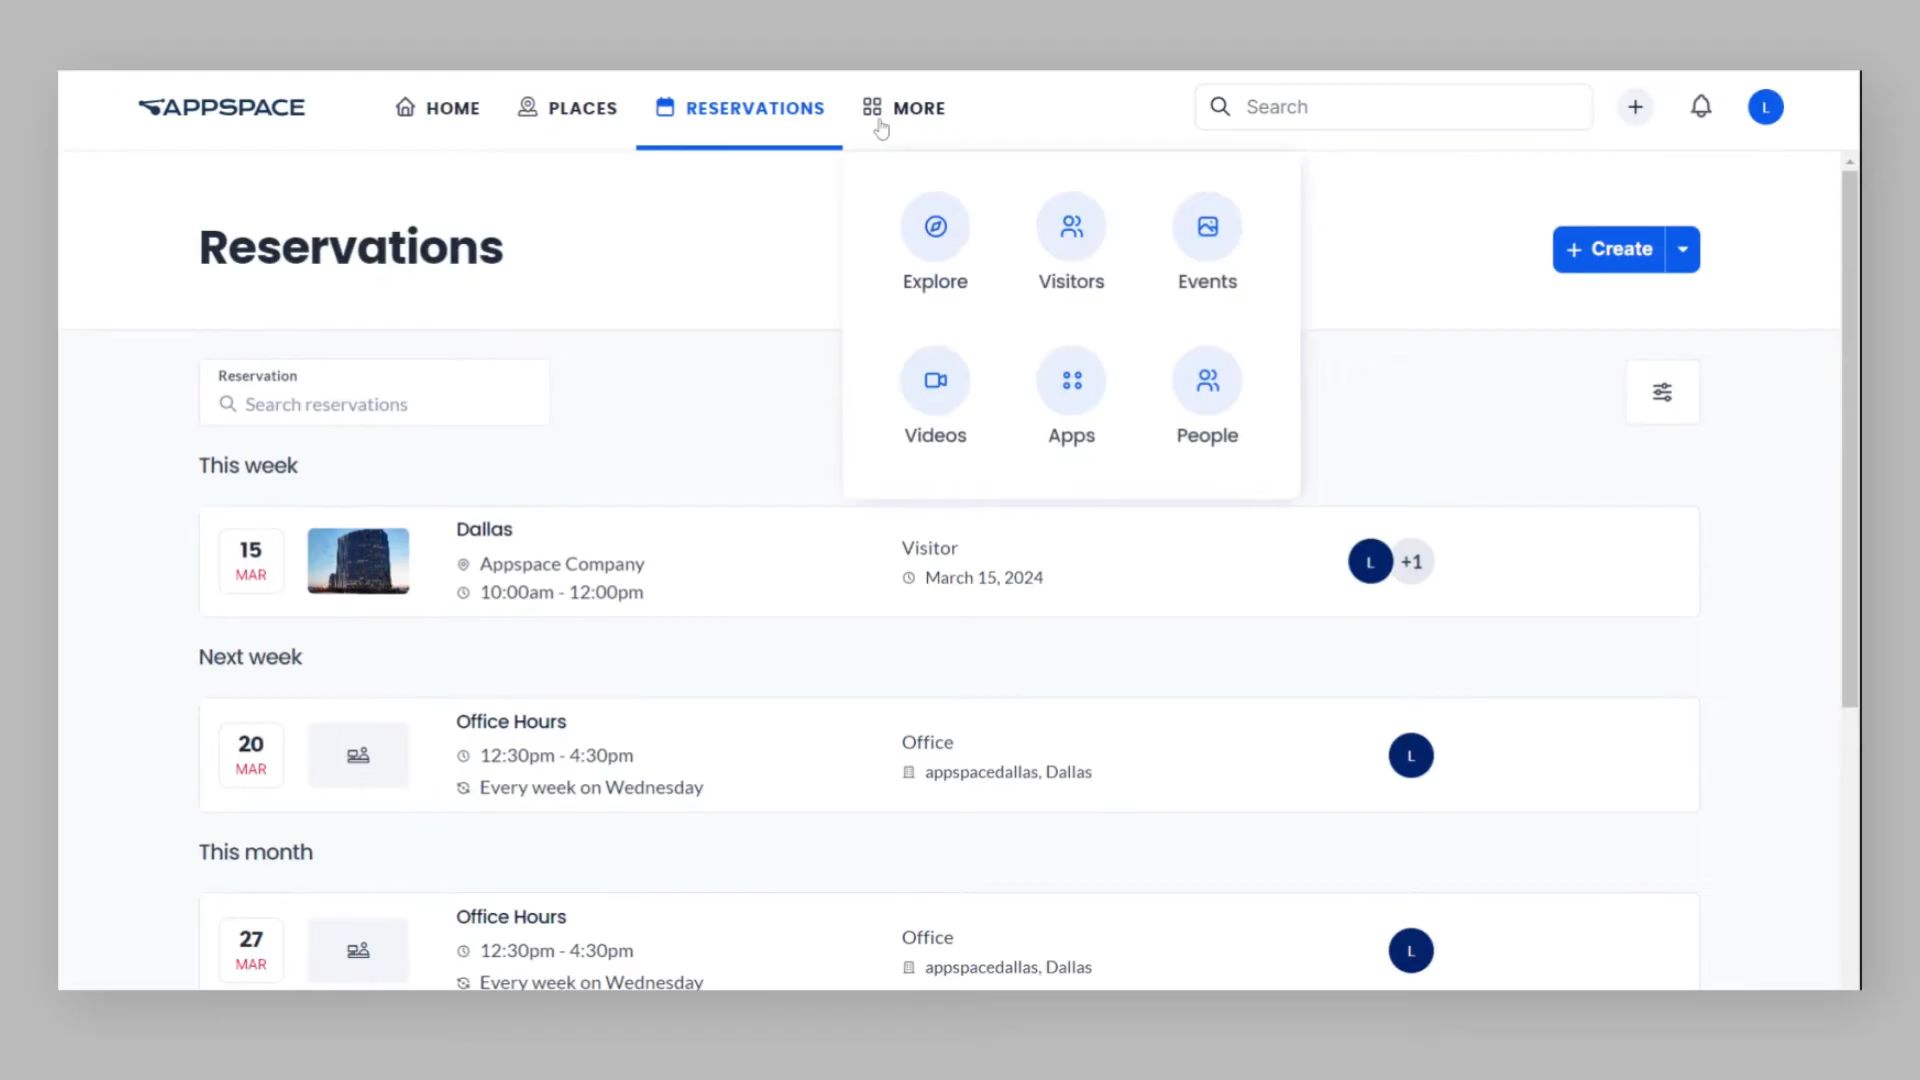 APPSPACE
HOME
PLACES
RESERVATIONS
MORE
Search
L
Reservations
Explore
Visitors
Events
Create
Videos
Apps
People
Reservation
Search reservations
This week
15
MAR
Dallas
Appspace Company
10:00am - 12:00pm
Visitor
March 15, 2024
L
+1
Next week
20
MAR
Office Hours
12:30pm - 4:30pm
Every week on Wednesday
Office
appspacedallas, Dallas
L
This month
27
MAR
Office Hours
12:30pm - 4:30pm
Every week on Wednesday
Office
appspacedallas, Dallas
L